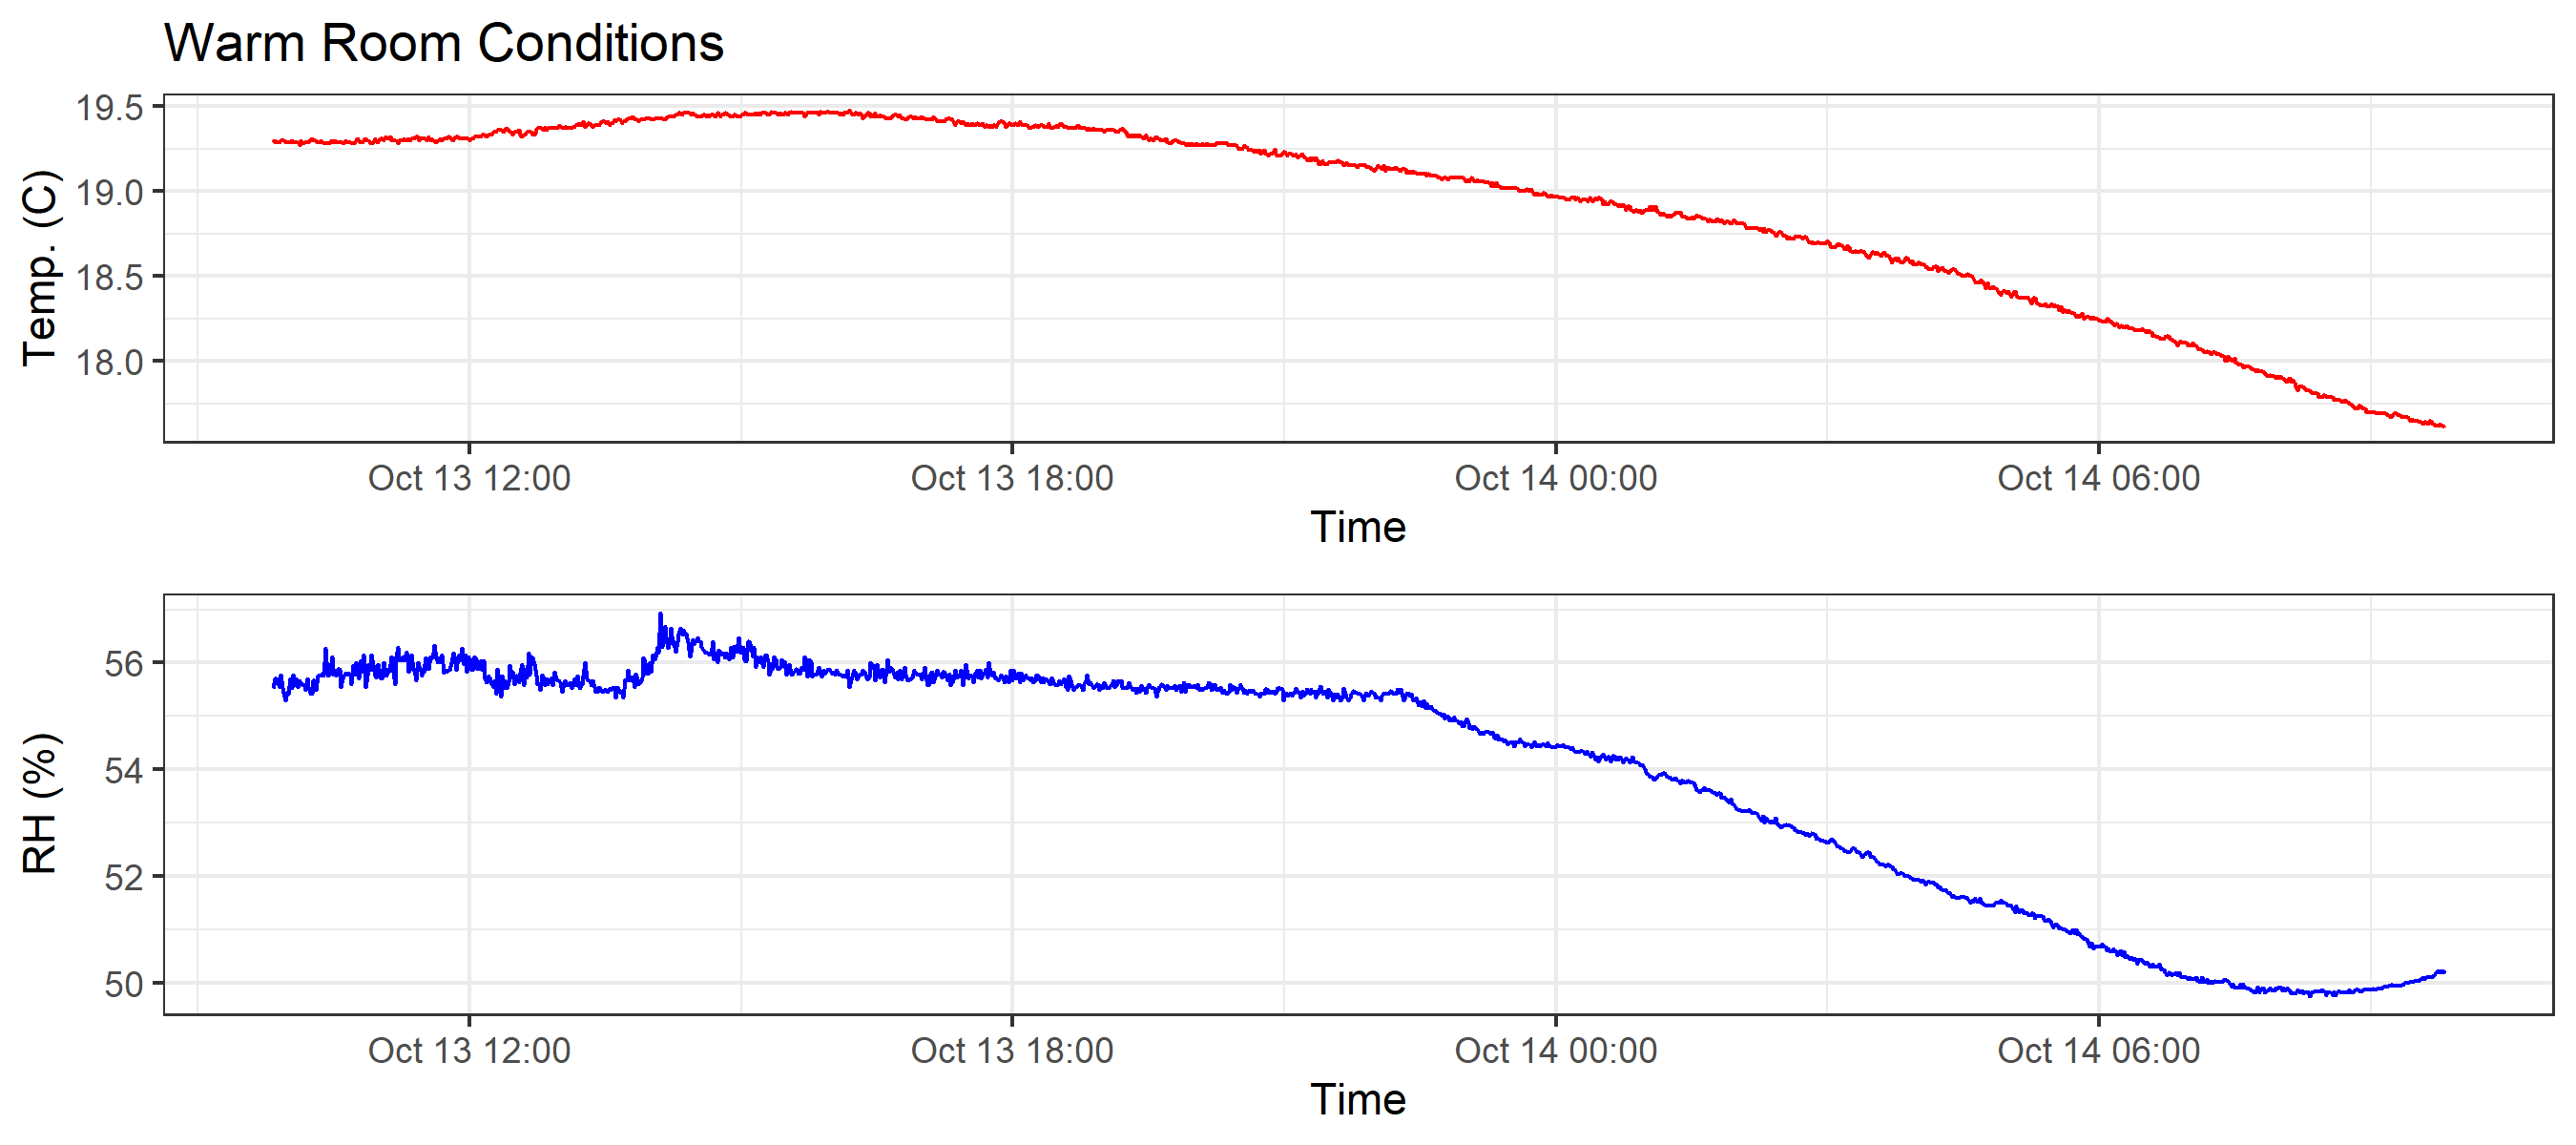 Warm Room Conditions
Temp. (C)
19.5
19.0
18.5
18.0
Oct 13 12:00 Oct 13 18:00 Oct 14 00:00 Oct 14 06:00
Time
RH (%)
56
54
52
50
Oct 13 12:00 Oct 13 18:00 Oct 14 00:00 Oct 14 06:00
Time